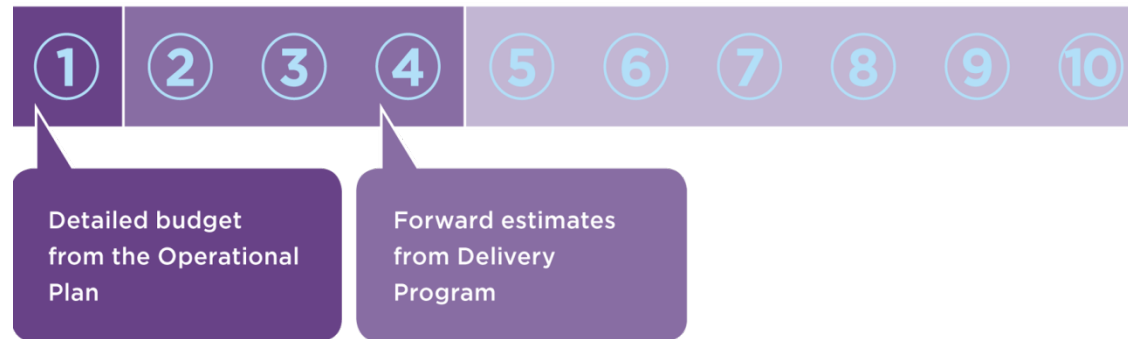 1 2 3 4 5 6 7 8 9 10
Detailed budget
from the Operational
Plan
Forward estimates
from Delivery
Program